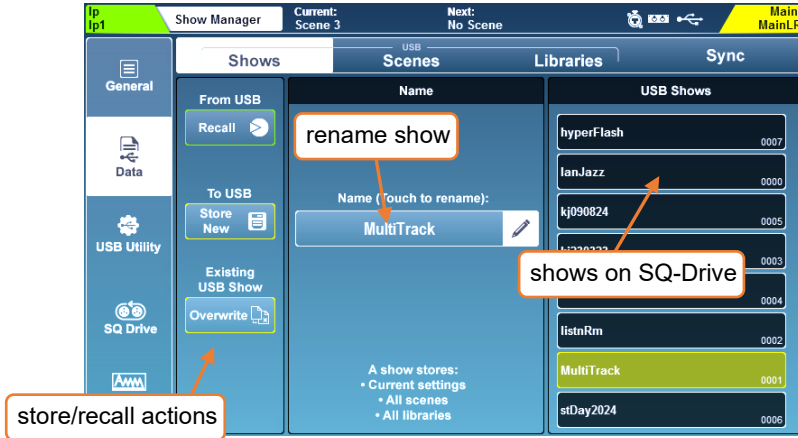 Ip
Ip1
Show Manager
Current:
Scene 3
Next:
No Scene
Main
MainLR
General
Data
USB Utility
SQ Drive
USB
Shows
Scenes
Libraries
Sync
From USB
Recall
To USB
Store
New
Existing
USB Show
Overwrite
Name
rename show
Name (Touch to rename):
MultiTrack
A show stores:
• Current settings
• All scenes
• All libraries
USB Shows
hyperFlash
0007
IanJazz
0000
kj090824
0005
0003
shows on SQ-Drive
0004
listnRm
0002
MultiTrack
0001
stDay2024
0006
store/recall actions